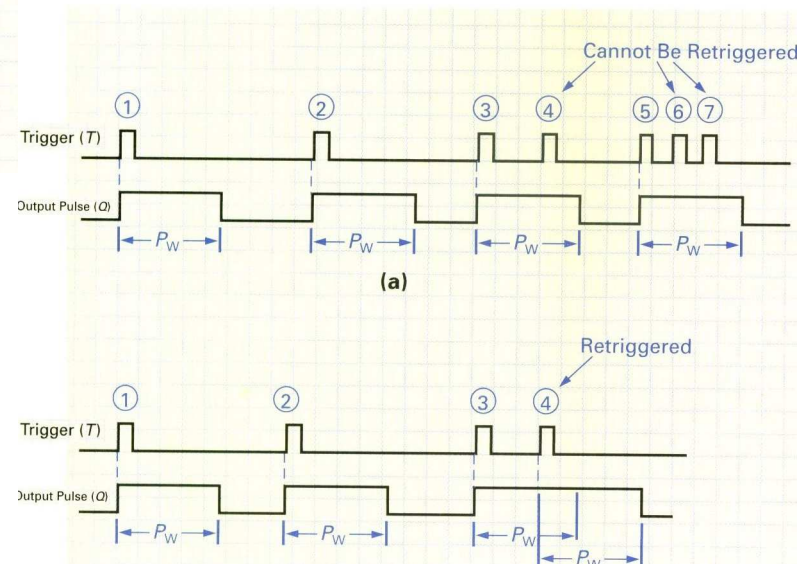 Cannot Be Retriggered
1 2 3 4 5 6 7
Trigger (T)
Output Pulse (Q)
PW PW PW PW
(a)
Retriggered
1 2 3 4
Trigger (T)
Output Pulse (Q)
PW PW PW
PW